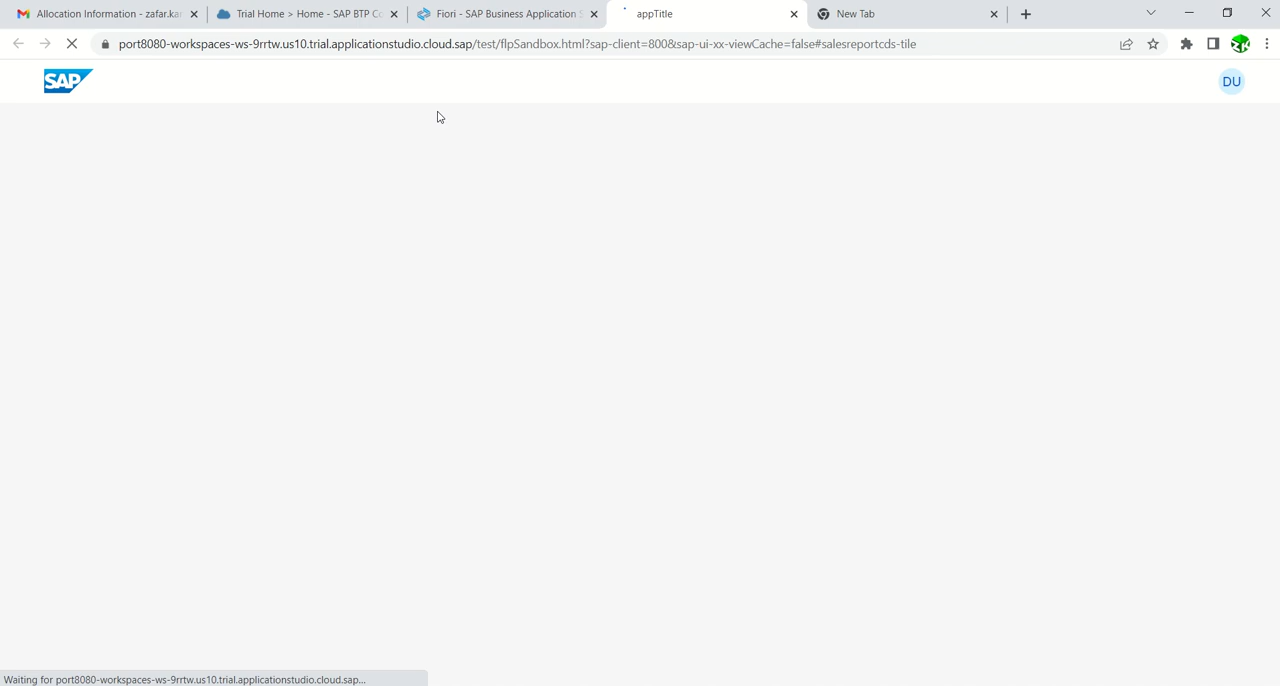 Allocation Information - zafar.kar
Trial Home > Home - SAP BTP Co
Fiori - SAP Business Application S
appTitle
New Tab
port8080-workspaces-ws-9rrtw.us10.trial.applicationstudio.cloud.sap/test/flpSandbox.html?sap-client=800&sap-ui-xx-viewCache=false#salesreportcds-tile
SAP
DU
Waiting for port8080-workspaces-ws-9rrtw.us10.trial.applicationstudio.cloud.sap...